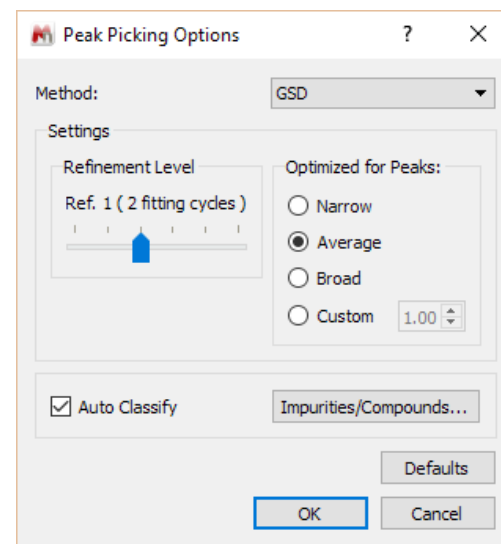 Peak Picking Options ?
Method: GSD
Settings
Refinement Level
Ref. 1 ( 2 fitting cycles )
Optimized for Peaks:
Narrow
Average
Broad
Custom 1.00
Auto Classify Impurities/Compounds...
Defaults
OK Cancel